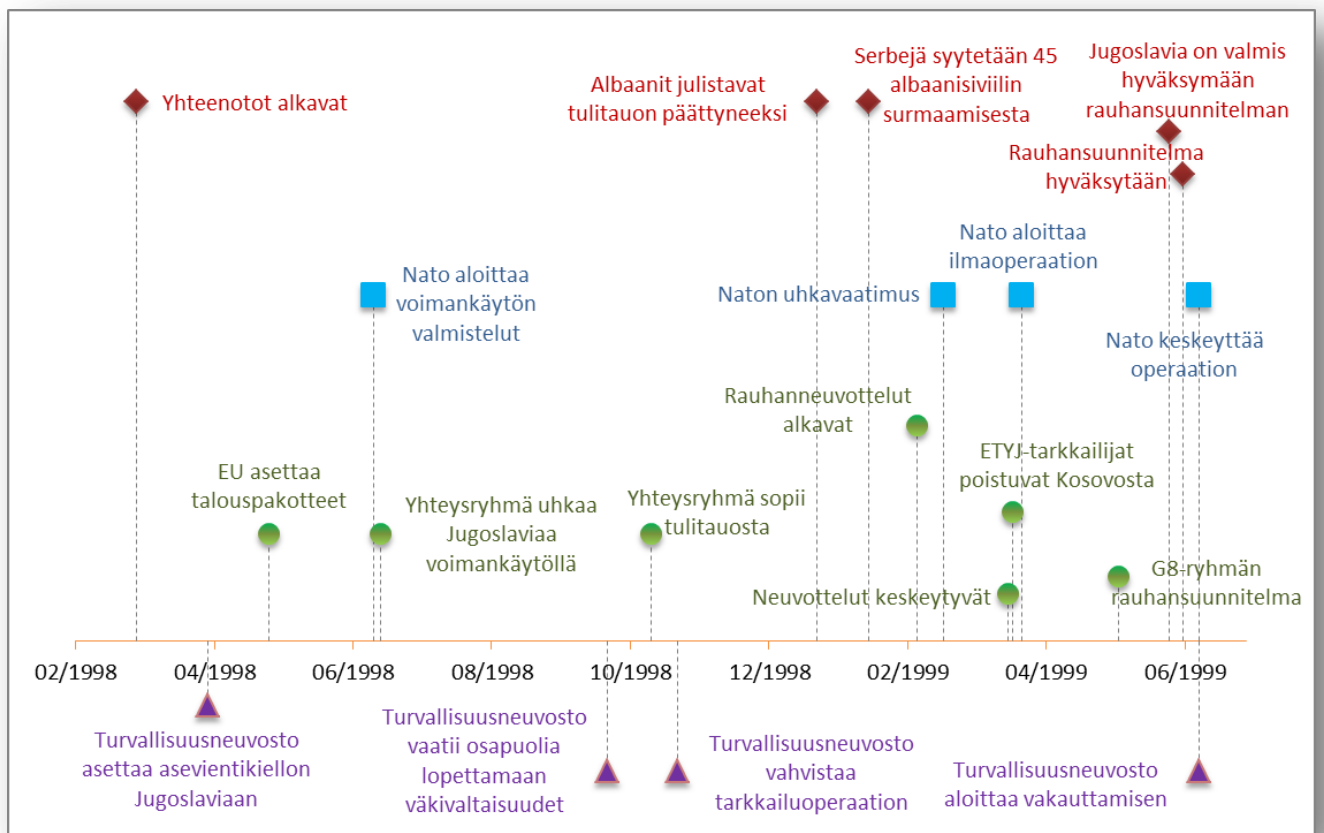 Yhteenotot alkavat
Albaanit julistavat
tulitauon päättyneeksi
Serbejä syytetään 45
albaanisiviilin
surmaamisesta
Jugoslavia on valmis
hyväksymään
rauhansuunnitelman
Rauhansuunnitelma
hyväksytään
Nato aloittaa
voimankäytön
valmistelut
Naton uhkavaatimus
Nato aloittaa
ilmaoperaation
Nato keskeyttää
operaation
EU asettaa
talouspakotteet
Yhteysryhmä uhkaa
Jugoslaviaa
voimankäytöllä
Yhteysryhmä sopii
tulitauosta
Rauhanneuvottelut
alkavat
ETYJ-tarkkailijat
poistuvat Kosovosta
Neuvottelut keskeytyvät
G8-ryhmän
rauhansuunnitelma
02/1998 04/1998 06/1998 08/1998 10/1998 12/1998 02/1999 04/1999 06/1999
Turvallisuusneuvosto
asettaa asevientikiellon
Jugoslaviaan
Turvallisuusneuvosto
vaatii osapuolia
lopettamaan
väkivaltaisuudet
Turvallisuusneuvosto
vahvistaa
tarkkailuoperaation
Turvallisuusneuvosto
aloittaa vakauttamisen